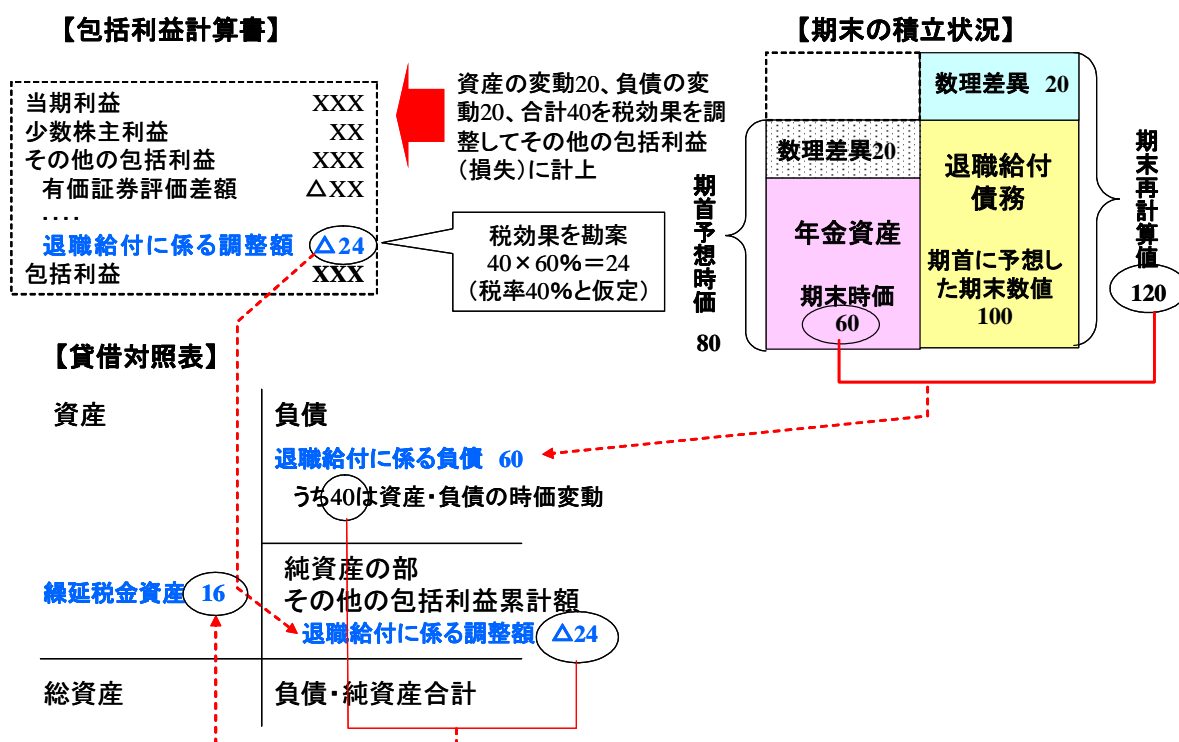 【包括利益計算書】
当期利益 XXX
少数株主利益 XX
その他の包括利益 XXX
有価証券評価差額 △XX
‥‥
退職給付に係る調整額 △24
包括利益 XXX
資産の変動20、負債の変
動20、合計40を税効果を調
整してその他の包括利益
(損失)に計上
税効果を勘案
40×60%＝24
(税率40%と仮定)
【期末の積立状況】
数理差異 20
数理差異20
退職給付
債務
年金資産
期首に予想し
た期末数値
100
期末時価
60
期首予想時価
80
期末再計算値
120
【貸借対照表】
資産
負債
退職給付に係る負債 60
うち40は資産・負債の時価変動
繰延税金資産 16
純資産の部
その他の包括利益累計額
退職給付に係る調整額 △24
総資産
負債・純資産合計